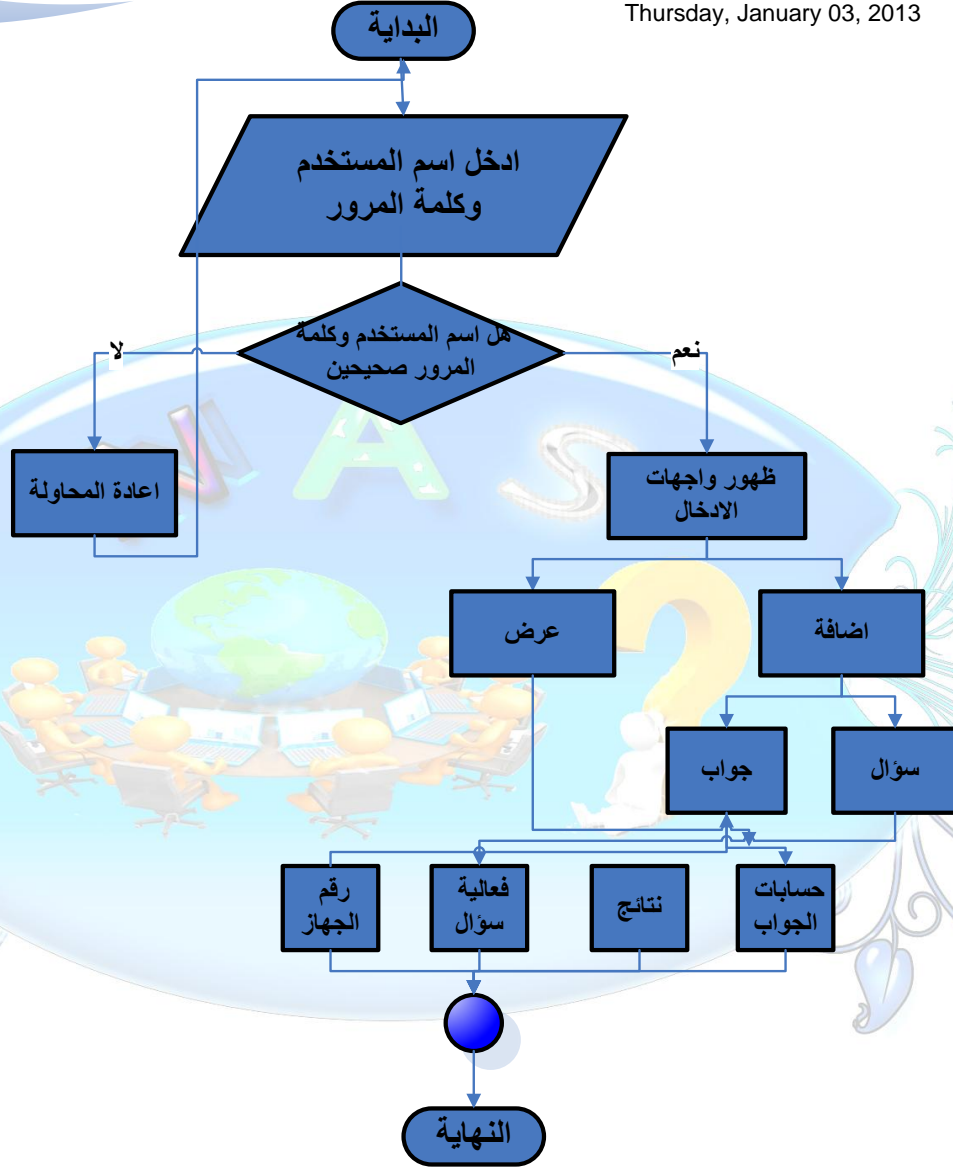 Thursday, January 03, 2013
البداية
ادخل اسم المستخدم
وكلمة المرور
هل اسم المستخدم وكلمة
المرور صحيحين
نعم
لا
ظهور واجهات
الادخال
اعادة المحاولة
اضافة
عرض
سؤال
جواب
حسابات
الجواب
نتائج
فعالية
سؤال
رقم
الجهاز
النهاية
W A S